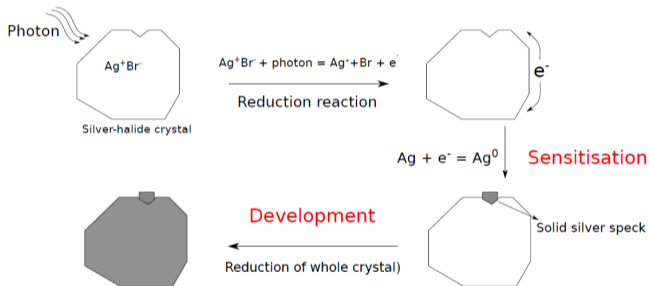 Photon
Ag⁺Br⁻
Silver-halide crystal
Ag⁺Br⁻ + photon = Ag⁺+Br + e⁻
Reduction reaction
e⁻
Ag + e⁻ = Ag⁰
Sensitisation
Solid silver speck
Development
Reduction of whole crystal)